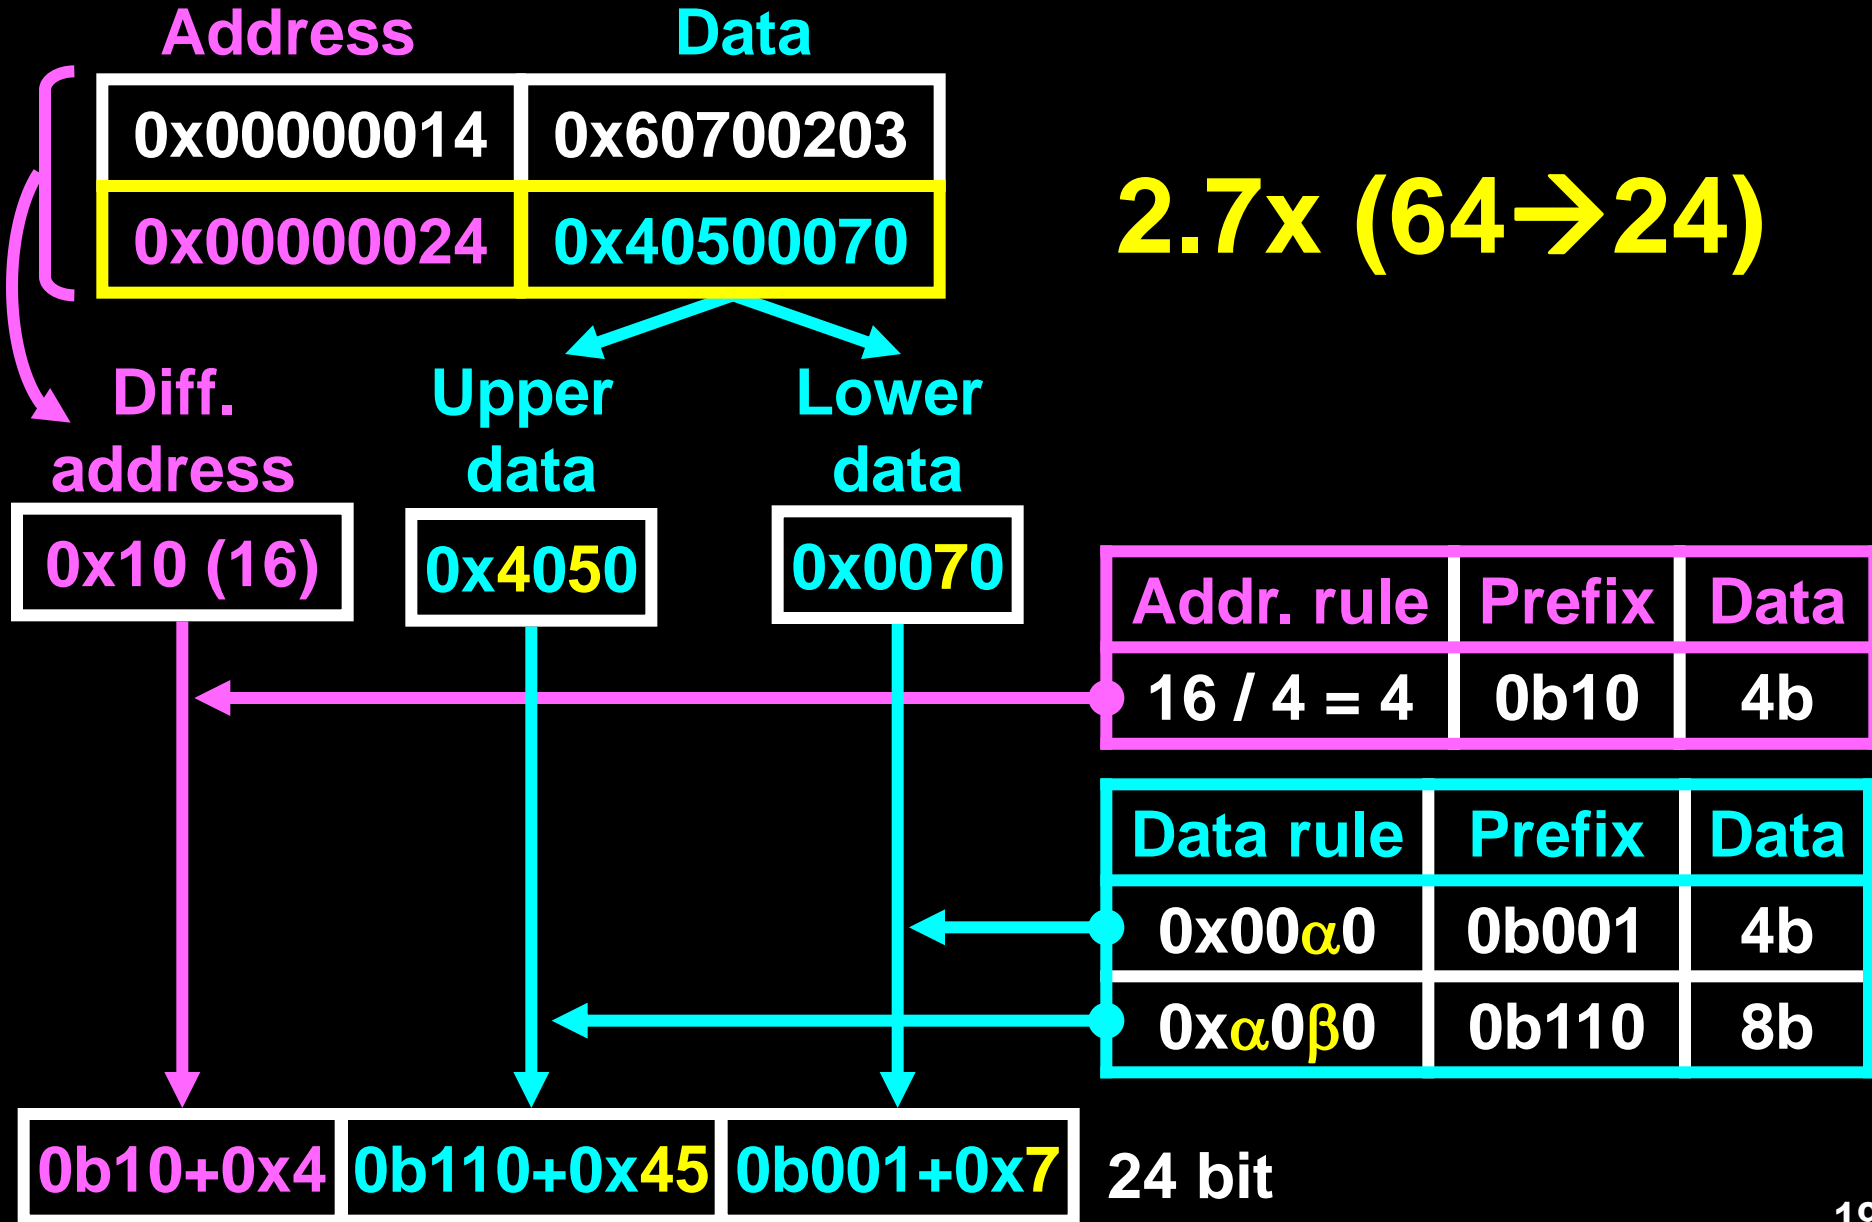 Address Data
0x00000014 0x60700203
0x00000024 0x40500070
2.7x (64→24)
Diff. address
Upper data
Lower data
0x10 (16) 0x4050 0x0070
Addr. rule Prefix Data
16 / 4 = 4 0b10 4b
Data rule Prefix Data
0x00α0 0b001 4b
0xα0β0 0b110 8b
0b10+0x4 0b110+0x45 0b001+0x7 24 bit
19